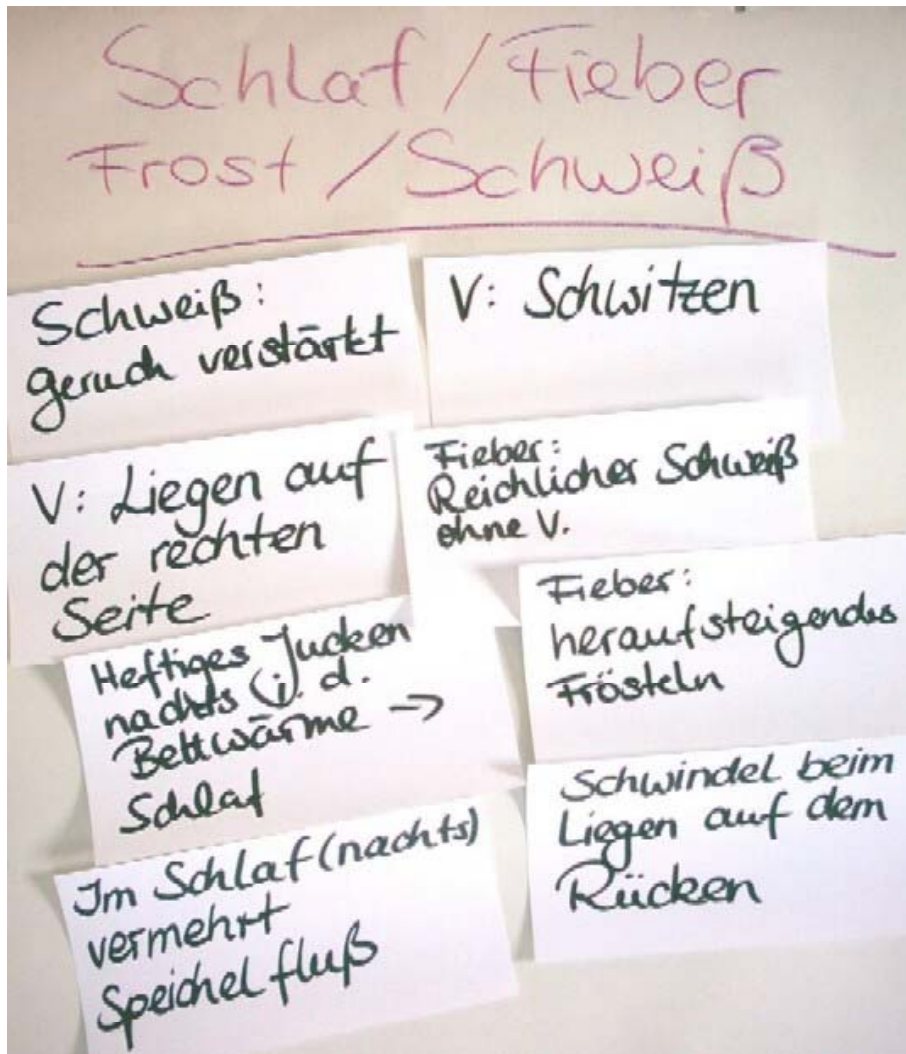 Schlaf / Fieber
Frost / Schweiß
Schweiß:
geruch verstärkt
V: Schwitzen
V: Liegen auf
der rechten
Seite
Fieber:
Reichlicher Schweiß
ohne V.
Heftiges Jucken
nachts (i. d.
Bettwärme →
Schlaf
Fieber:
heraufsteigendes
Frösteln
Im Schlaf (nachts)
vermehrt
Speichelfluß
Schwindel beim
Liegen auf dem
Rücken